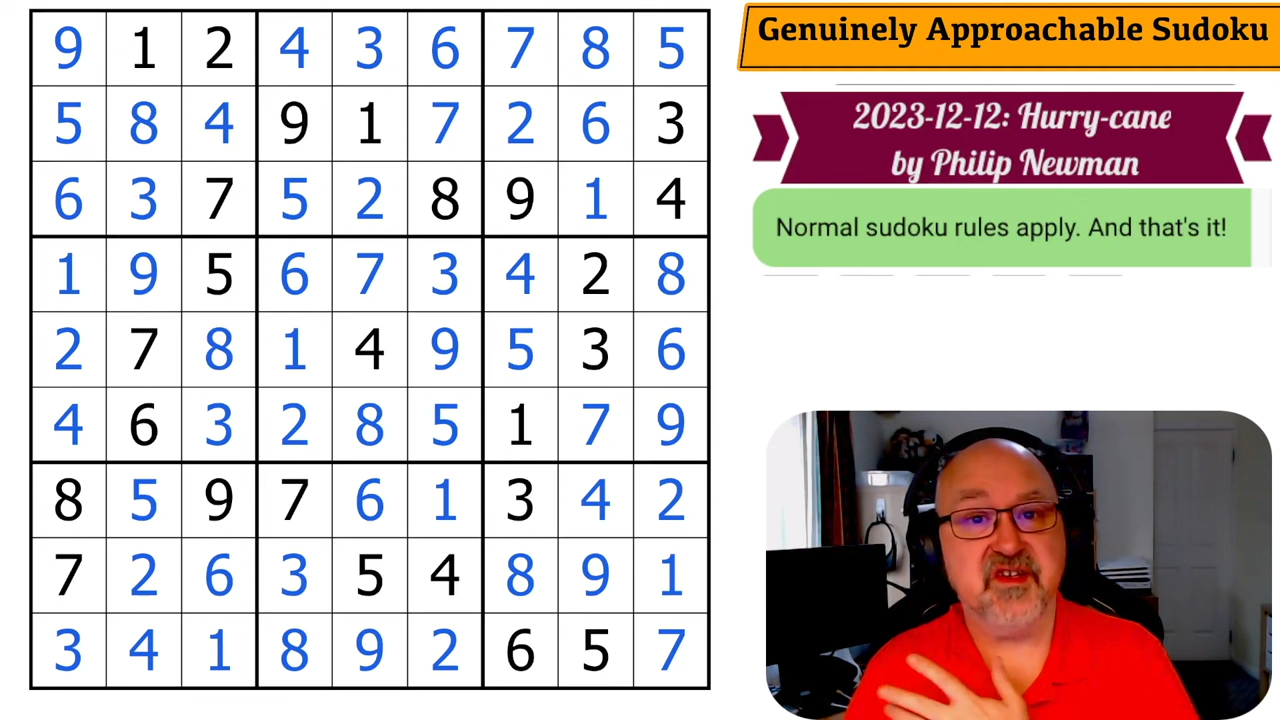 Genuinely Approachable Sudoku
2023-12-12: Hurry-cane
by Philip Newman
Normal sudoku rules apply. And that's it!
9 1 2 4 3 6 7 8 5
5 8 4 9 1 7 2 6 3
6 3 7 5 2 8 9 1 4
1 9 5 6 7 3 4 2 8
2 7 8 1 4 9 5 3 6
4 6 3 2 8 5 1 7 9
8 5 9 7 6 1 3 4 2
7 2 6 3 5 4 8 9 1
3 4 1 8 9 2 6 5 7